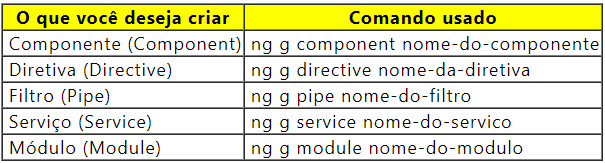 O que você deseja criar Comando usado
Componente (Component) ng g component nome-do-componente
Diretiva (Directive) ng g directive nome-da-diretiva
Filtro (Pipe) ng g pipe nome-do-filtro
Serviço (Service) ng g service nome-do-servico
Módulo (Module) ng g module nome-do-modulo